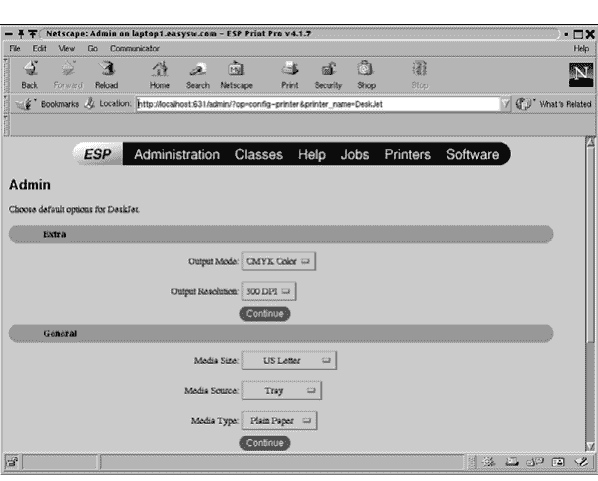 Netscape: Admin on laptop1.easysw.com - ESP Print Pro v4.1.7
File Edit View Go Communicator Help
Back Forward Reload Home Search Netscape Print Security Shop Stop
N
Bookmarks Location: http://localhost:631/admin/?op=config-printer&printer_name=DeskJet What's Related
ESP Administration Classes Help Jobs Printers Software
Admin
Choose default options for DeskJet.
Extra
Output Mode: CMYK Color
Output Resolution: 300 DPI
Continue
General
Media Size: US Letter
Media Source: Tray
Media Type: Plain Paper
Continue